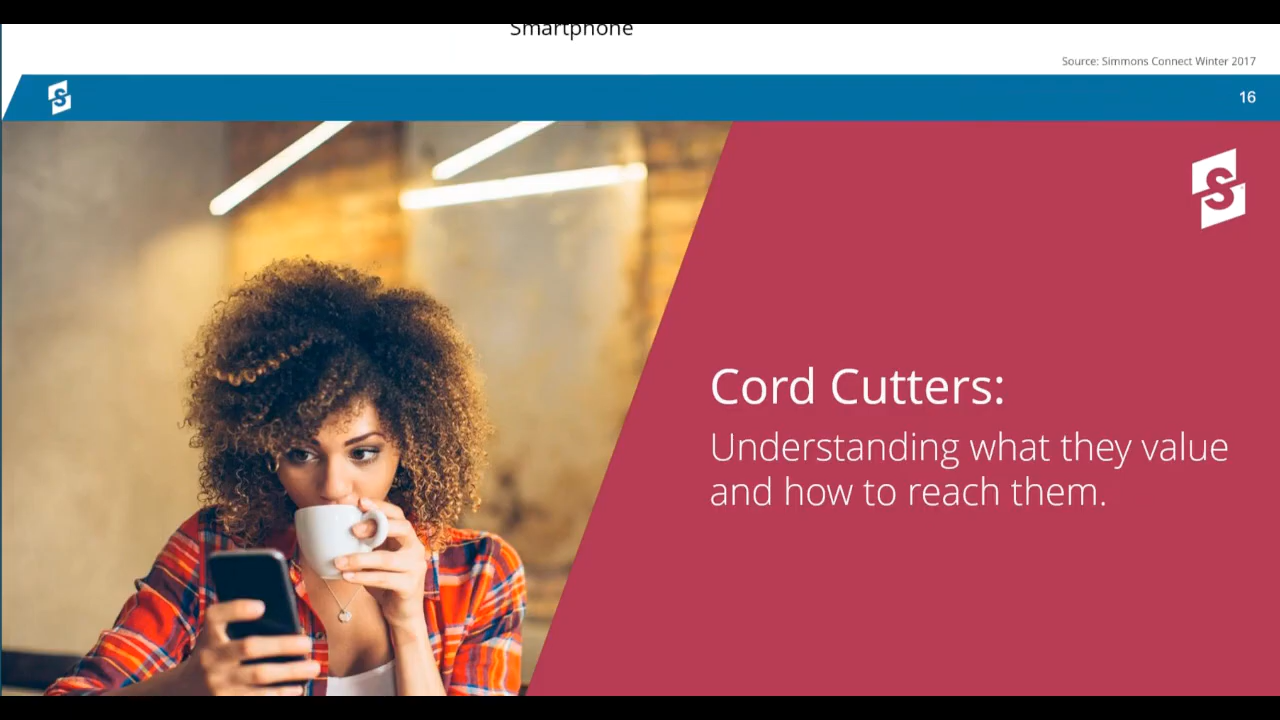 Smartphone
Source: Simmons Connect Winter 2017
S
16
S
Cord Cutters:
Understanding what they value
and how to reach them.